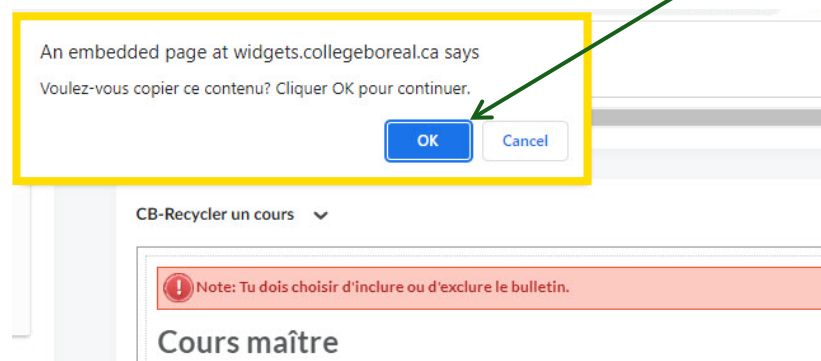 An embedded page at widgets.collegeboreal.ca says
Voulez-vous copier ce contenu? Cliquer OK pour continuer.
OK Cancel
CB-Recycler un cours
Note: Tu dois choisir d'inclure ou d'exclure le bulletin.
Cours maître